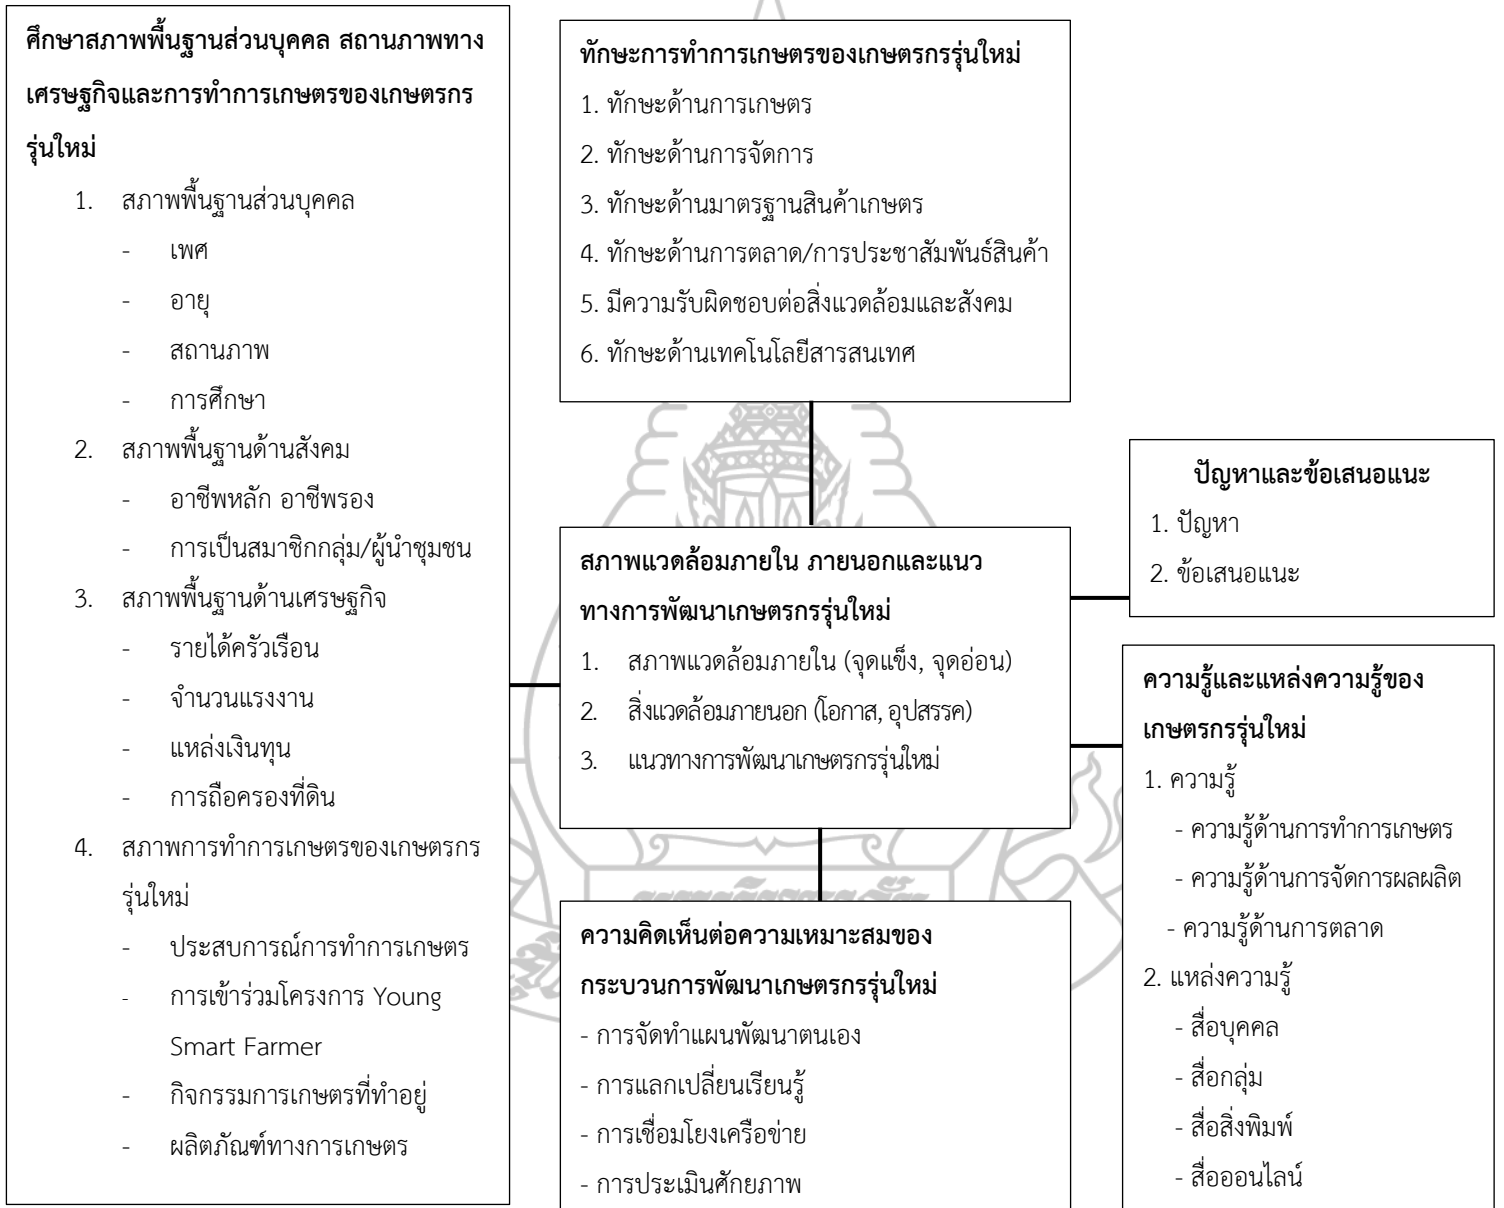 ศึกษาสภาพพื้นฐานส่วนบุคคล สถานภาพทาง
เศรษฐกิจและการทำการเกษตรของเกษตรกร
รุ่นใหม่
1. สภาพพื้นฐานส่วนบุคคล
- เพศ
- อายุ
- สถานภาพ
- การศึกษา
2. สภาพพื้นฐานด้านสังคม
- อาชีพหลัก อาชีพรอง
- การเป็นสมาชิกกลุ่ม/ผู้นำชุมชน
3. สภาพพื้นฐานด้านเศรษฐกิจ
- รายได้ครัวเรือน
- จำนวนแรงงาน
- แหล่งเงินทุน
- การถือครองที่ดิน
4. สภาพการทำการเกษตรของเกษตรกร
รุ่นใหม่
- ประสบการณ์การทำการเกษตร
- การเข้าร่วมโครงการ Young
Smart Farmer
- กิจกรรมการเกษตรที่ทำอยู่
- ผลิตภัณฑ์ทางการเกษตร
ทักษะการทำการเกษตรของเกษตรกรรุ่นใหม่
1. ทักษะด้านการเกษตร
2. ทักษะด้านการจัดการ
3. ทักษะด้านมาตรฐานสินค้าเกษตร
4. ทักษะด้านการตลาด/การประชาสัมพันธ์สินค้า
5. มีความรับผิดชอบต่อสิ่งแวดล้อมและสังคม
6. ทักษะด้านเทคโนโลยีสารสนเทศ
สภาพแวดล้อมภายใน ภายนอกและแนว
ทางการพัฒนาเกษตรกรรุ่นใหม่
1. สภาพแวดล้อมภายใน (จุดแข็ง, จุดอ่อน)
2. สิ่งแวดล้อมภายนอก (โอกาส, อุปสรรค)
3. แนวทางการพัฒนาเกษตรกรรุ่นใหม่
ความคิดเห็นต่อความเหมาะสมของ
กระบวนการพัฒนาเกษตรกรรุ่นใหม่
- การจัดทำแผนพัฒนาตนเอง
- การแลกเปลี่ยนเรียนรู้
- การเชื่อมโยงเครือข่าย
- การประเมินศักยภาพ
ปัญหาและข้อเสนอแนะ
1. ปัญหา
2. ข้อเสนอแนะ
ความรู้และแหล่งความรู้ของ
เกษตรกรรุ่นใหม่
1. ความรู้
- ความรู้ด้านการทำการเกษตร
- ความรู้ด้านการจัดการผลผลิต
- ความรู้ด้านการตลาด
2. แหล่งความรู้
- สื่อบุคคล
- สื่อกลุ่ม
- สื่อสิ่งพิมพ์
- สื่อออนไลน์